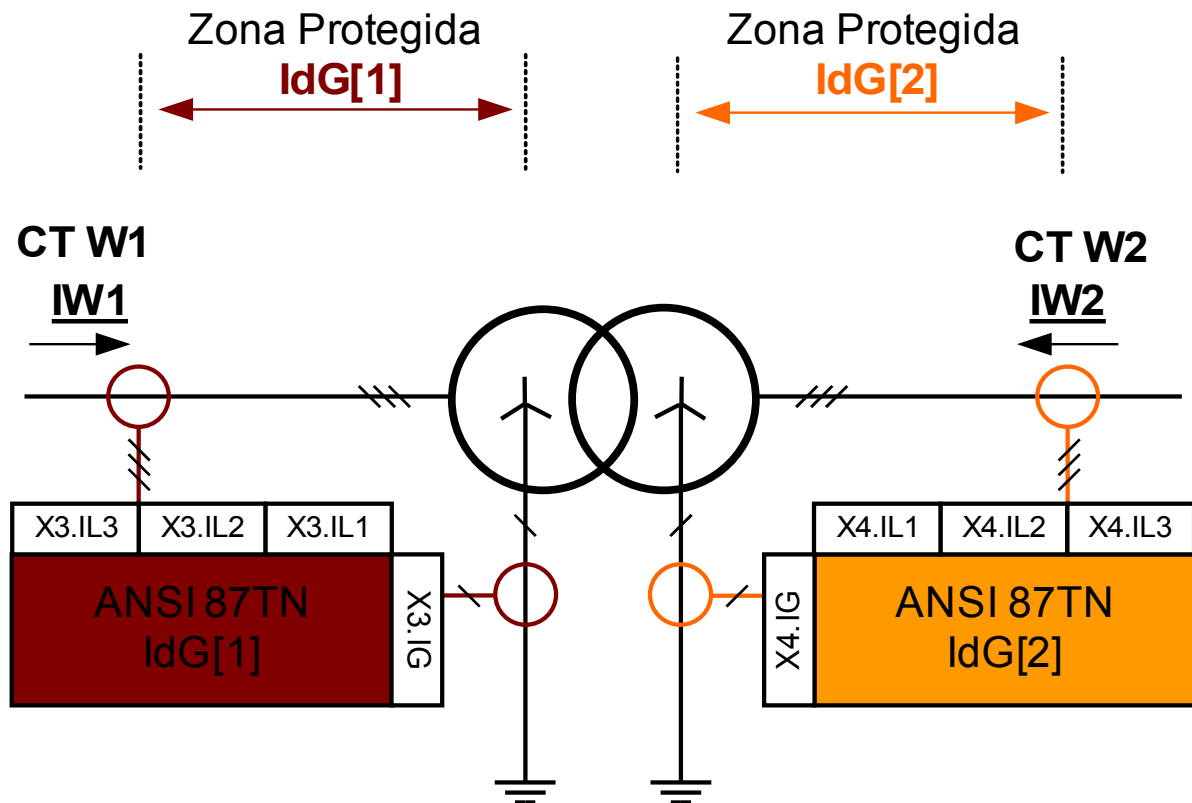 Zona Protegida
IdG[1]
Zona Protegida
IdG[2]
CT W1
IW1
CT W2
IW2
X3.IL3 X3.IL2 X3.IL1
X4.IL1 X4.IL2 X4.IL3
ANSI 87TN
IdG[1]
X3.IG
X4.IG
ANSI 87TN
IdG[2]